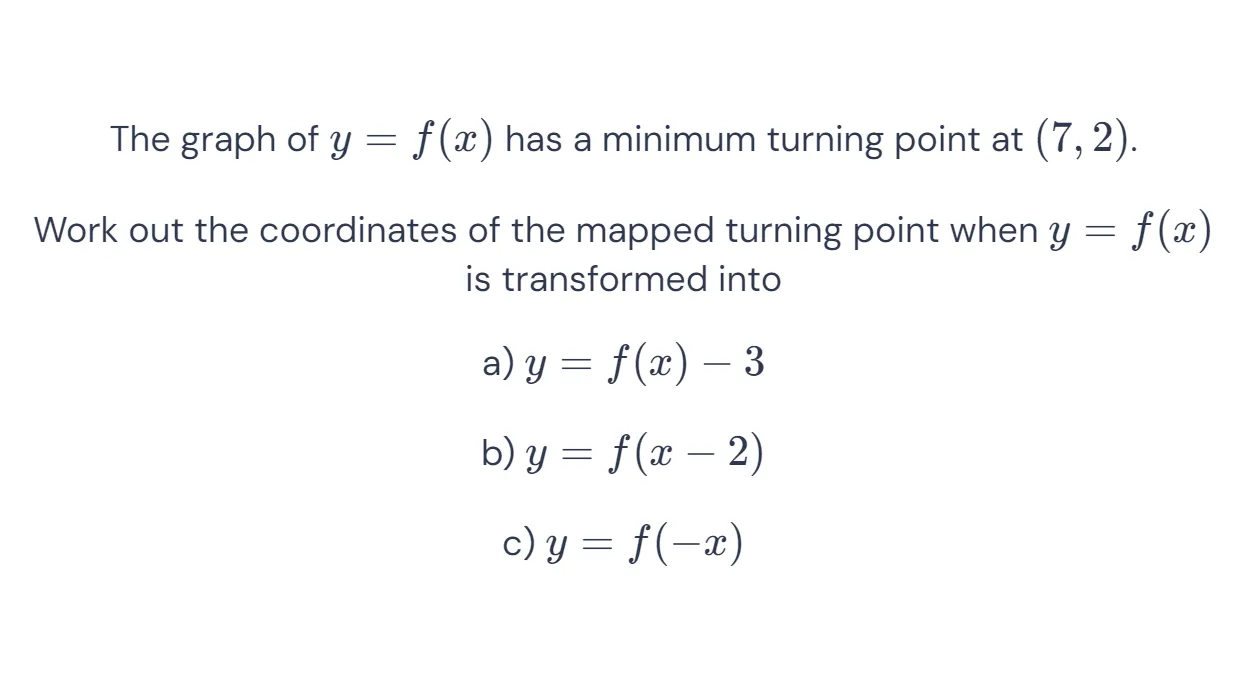 The graph of y = f(x) has a minimum turning point at (7, 2).
Work out the coordinates of the mapped turning point when y = f(x)
is transformed into
a) y = f(x) − 3
b) y = f(x − 2)
c) y = f(−x)